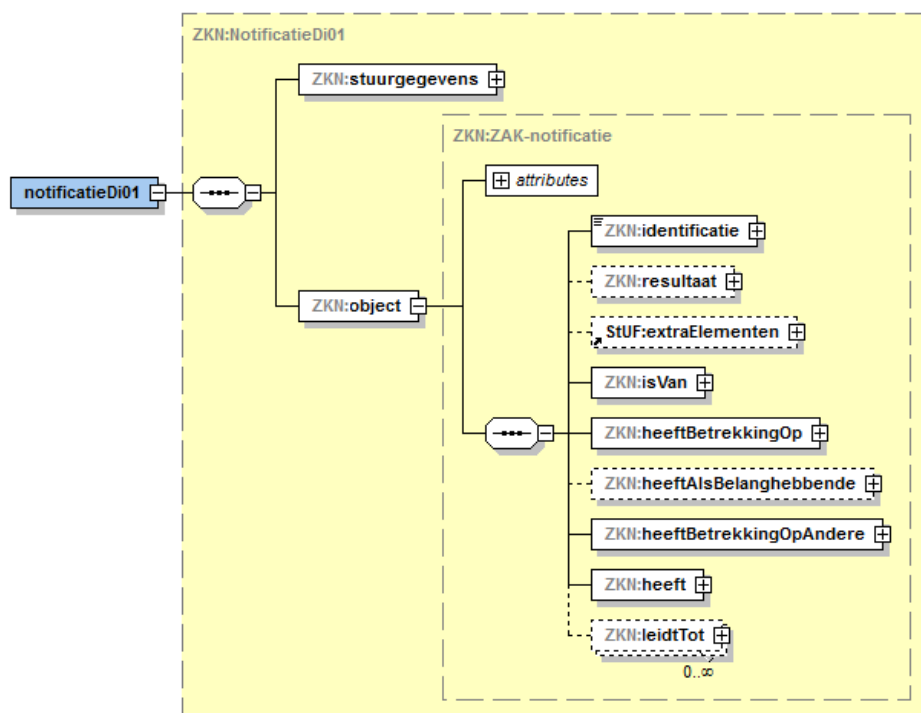 ZKN:NotificatieDi01
ZKN:stuurgegevens
ZKN:ZAK-notificatie
attributes
notificatieDi01
ZKN:identificatie
ZKN:resultaat
ZKN:object
StUF:extraElementen
ZKN:isVan
ZKN:heeftBetrekkingOp
ZKN:heeftAlsBelanghebbende
ZKN:heeftBetrekkingOpAndere
ZKN:heeft
ZKN:leidtTot
0..∞